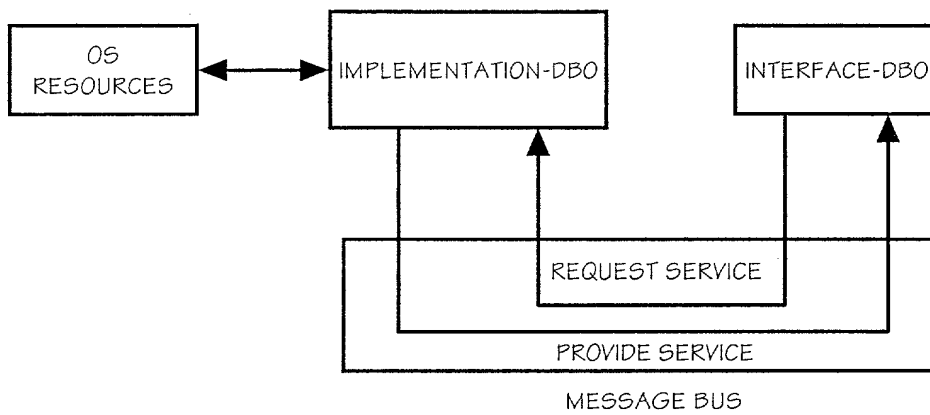 OS
RESOURCES
IMPLEMENTATION-DBO
INTERFACE-DBO
REQUEST SERVICE
PROVIDE SERVICE
MESSAGE BUS